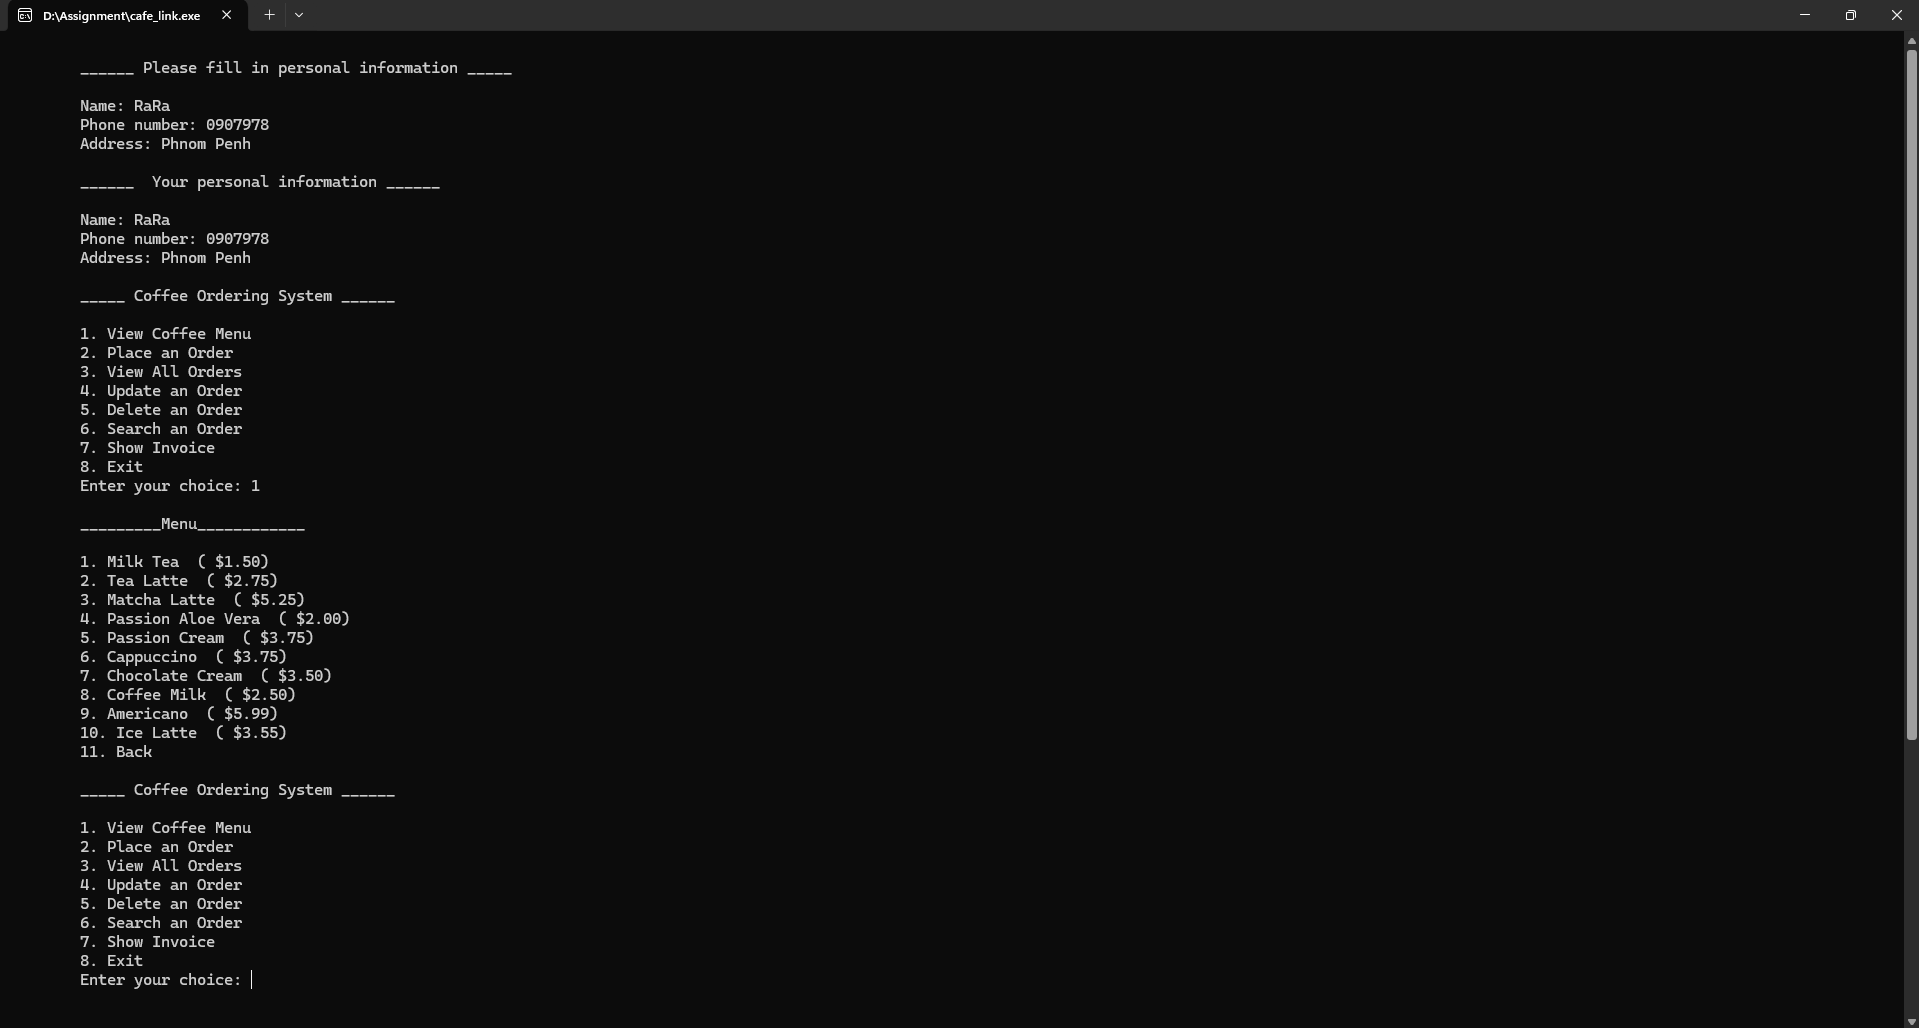 D:\Assignment\cafe_link.exe
______ Please fill in personal information _____
Name: RaRa
Phone number: 0907978
Address: Phnom Penh
______  Your personal information ______
Name: RaRa
Phone number: 0907978
Address: Phnom Penh
_____ Coffee Ordering System ______
1. View Coffee Menu
2. Place an Order
3. View All Orders
4. Update an Order
5. Delete an Order
6. Search an Order
7. Show Invoice
8. Exit
Enter your choice: 1
_________Menu____________
1. Milk Tea  ( $1.50)
2. Tea Latte  ( $2.75)
3. Matcha Latte  ( $5.25)
4. Passion Aloe Vera  ( $2.00)
5. Passion Cream  ( $3.75)
6. Cappuccino  ( $3.75)
7. Chocolate Cream  ( $3.50)
8. Coffee Milk  ( $2.50)
9. Americano  ( $5.99)
10. Ice Latte  ( $3.55)
11. Back
_____ Coffee Ordering System ______
1. View Coffee Menu
2. Place an Order
3. View All Orders
4. Update an Order
5. Delete an Order
6. Search an Order
7. Show Invoice
8. Exit
Enter your choice: